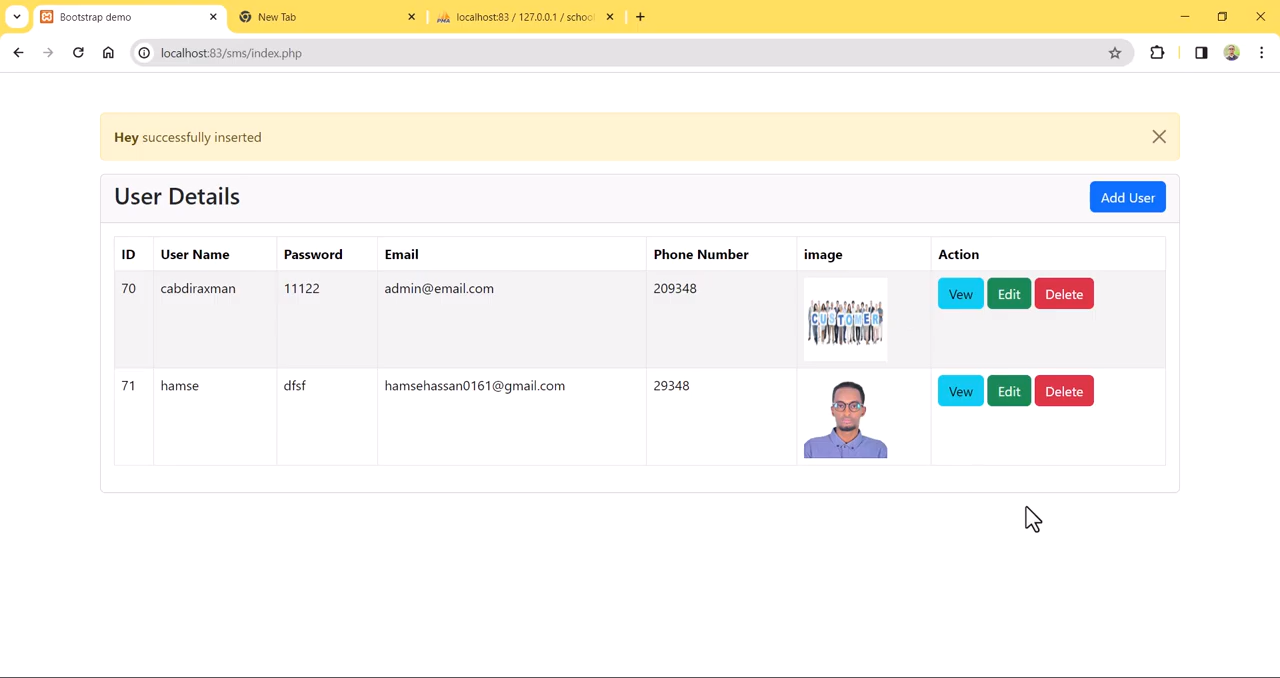 Bootstrap demo
New Tab
localhost:83 / 127.0.0.1 / schoo
localhost:83/sms/index.php
Hey successfully inserted
User Details
Add User
ID User Name Password Email Phone Number image Action
70 cabdiraxman 11122 admin@email.com 209348 CUSTOMER Vew Edit Delete
71 hamse dfsf hamsehassan0161@gmail.com 29348 Vew Edit Delete